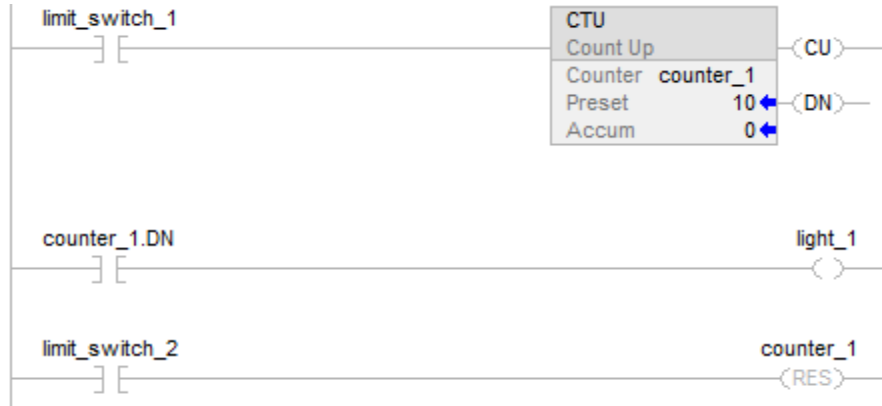 limit_switch_1
CTU
Count Up
CU
Counter counter_1
Preset 10
DN
Accum 0
counter_1.DN
light_1
limit_switch_2
counter_1
RES